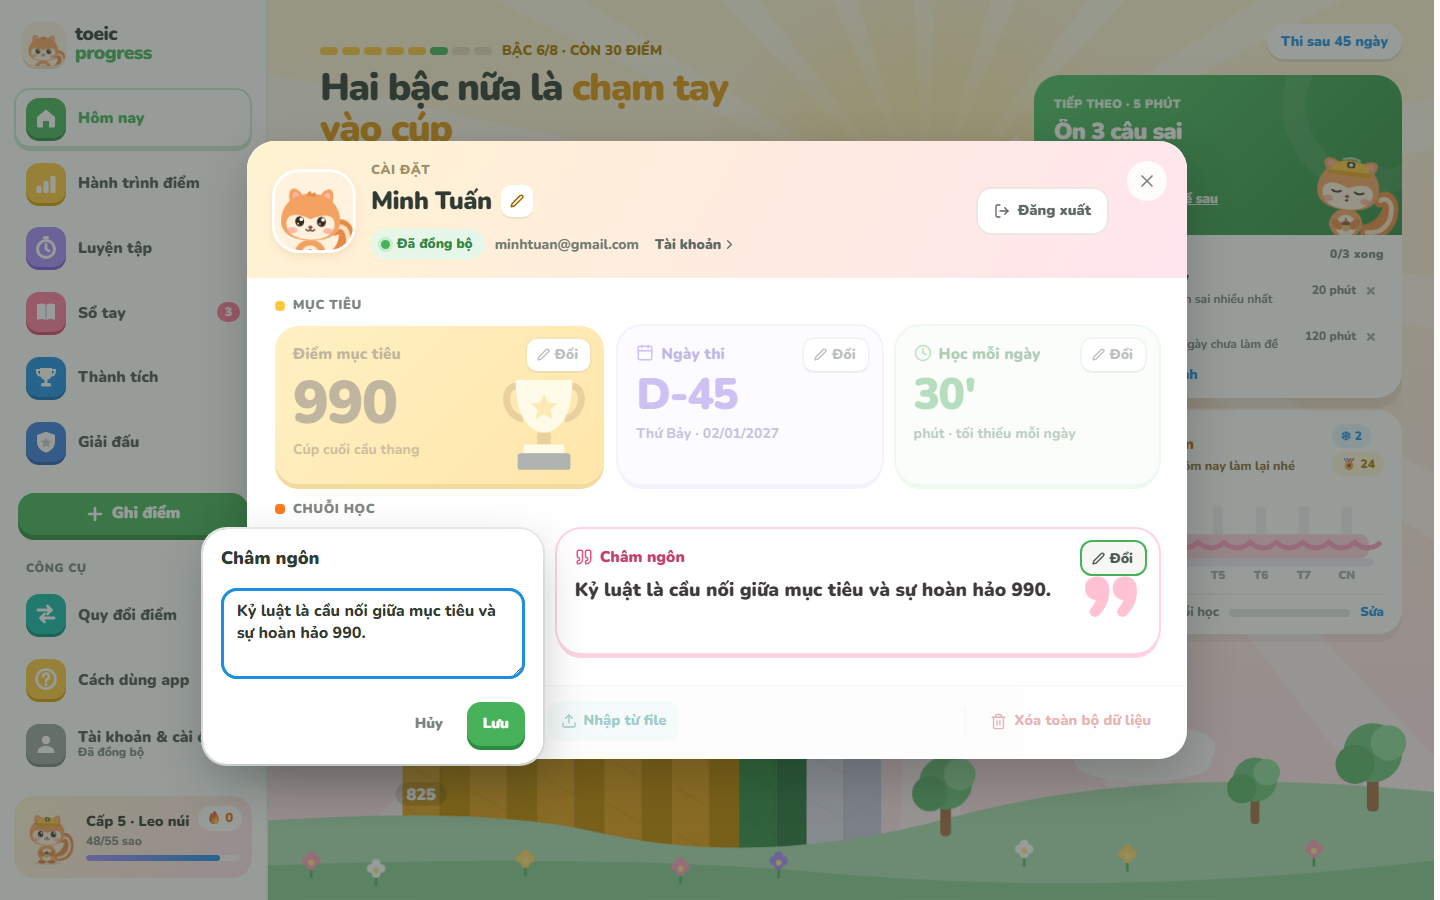 toeic
progress
Hôm nay
Hành trình điểm
Luyện tập
Sổ tay
3
Thành tích
Giải đấu
Ghi điểm
CÔNG CỤ
Quy đổi điểm
Cách dùng app
Tài khoản & cài
Đã đồng bộ
Cấp 5 · Leo núi
0
48/55 sao
BẬC 6/8 · CÒN 30 ĐIỂM
Hai bậc nữa là chạm tay
vào cúp
Thi sau 45 ngày
TIẾP THEO · 5 PHÚT
Ôn 3 câu sai
sau
0/3 xong
sai nhiều nhất
20 phút
chưa làm đề
120 phút
2
24
nay làm lại nhé
T5
T6
T7
CN
học
Sửa
CÀI ĐẶT
Minh Tuấn
Đã đồng bộ
minhtuan@gmail.com
Tài khoản
Đăng xuất
MỤC TIÊU
Điểm mục tiêu
Đổi
990
Cúp cuối cầu thang
Ngày thi
Đổi
D-45
Thứ Bảy · 02/01/2027
Học mỗi ngày
Đổi
30'
phút · tối thiểu mỗi ngày
CHUỖI HỌC
Châm ngôn
Kỷ luật là cầu nối giữa mục tiêu và
sự hoàn hảo 990.
Hủy
Lưu
Châm ngôn
Đổi
Kỷ luật là cầu nối giữa mục tiêu và sự hoàn hảo 990.
Nhập từ file
Xóa toàn bộ dữ liệu
825